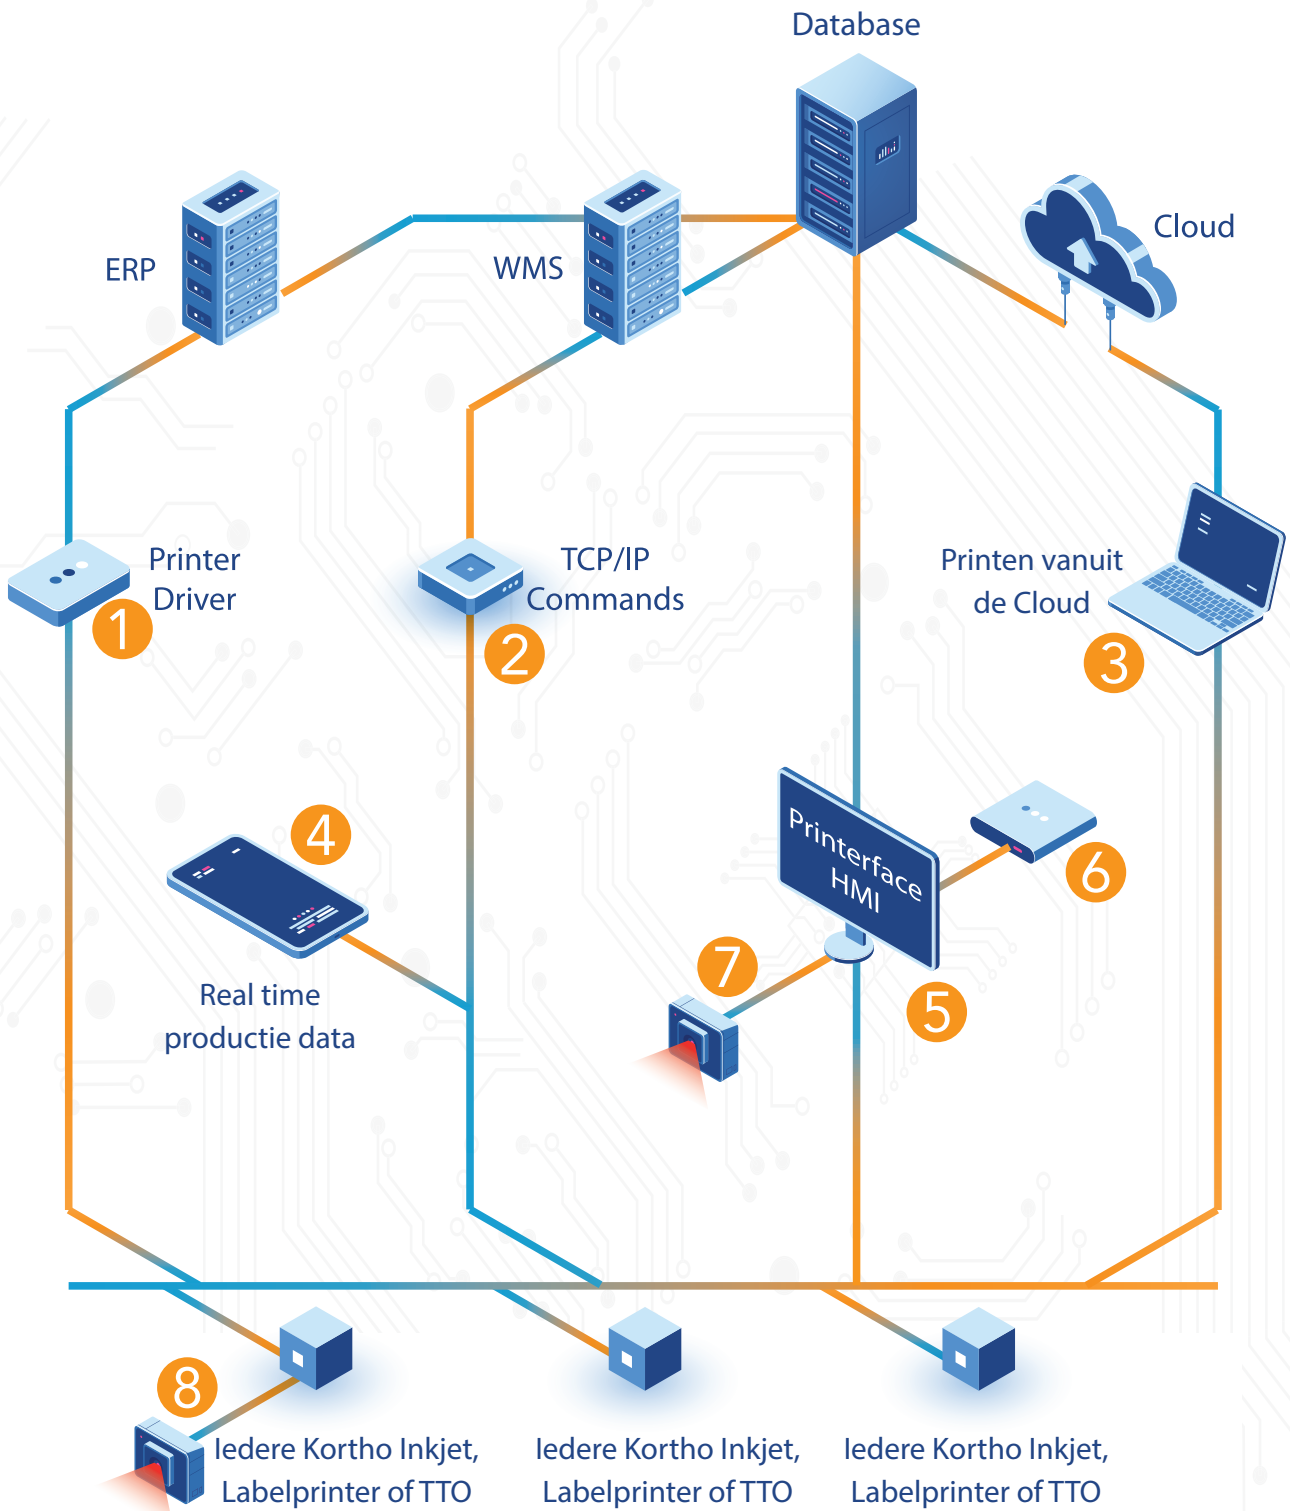 Database
Cloud
ERP
WMS
Printer
Driver
1
TCP/IP
Commands
2
Printen vanuit
de Cloud
3
4
Real time
productie data
Printerface
HMI
5
6
7
8
Iedere Kortho Inkjet,
Labelprinter of TTO
Iedere Kortho Inkjet,
Labelprinter of TTO
Iedere Kortho Inkjet,
Labelprinter of TTO